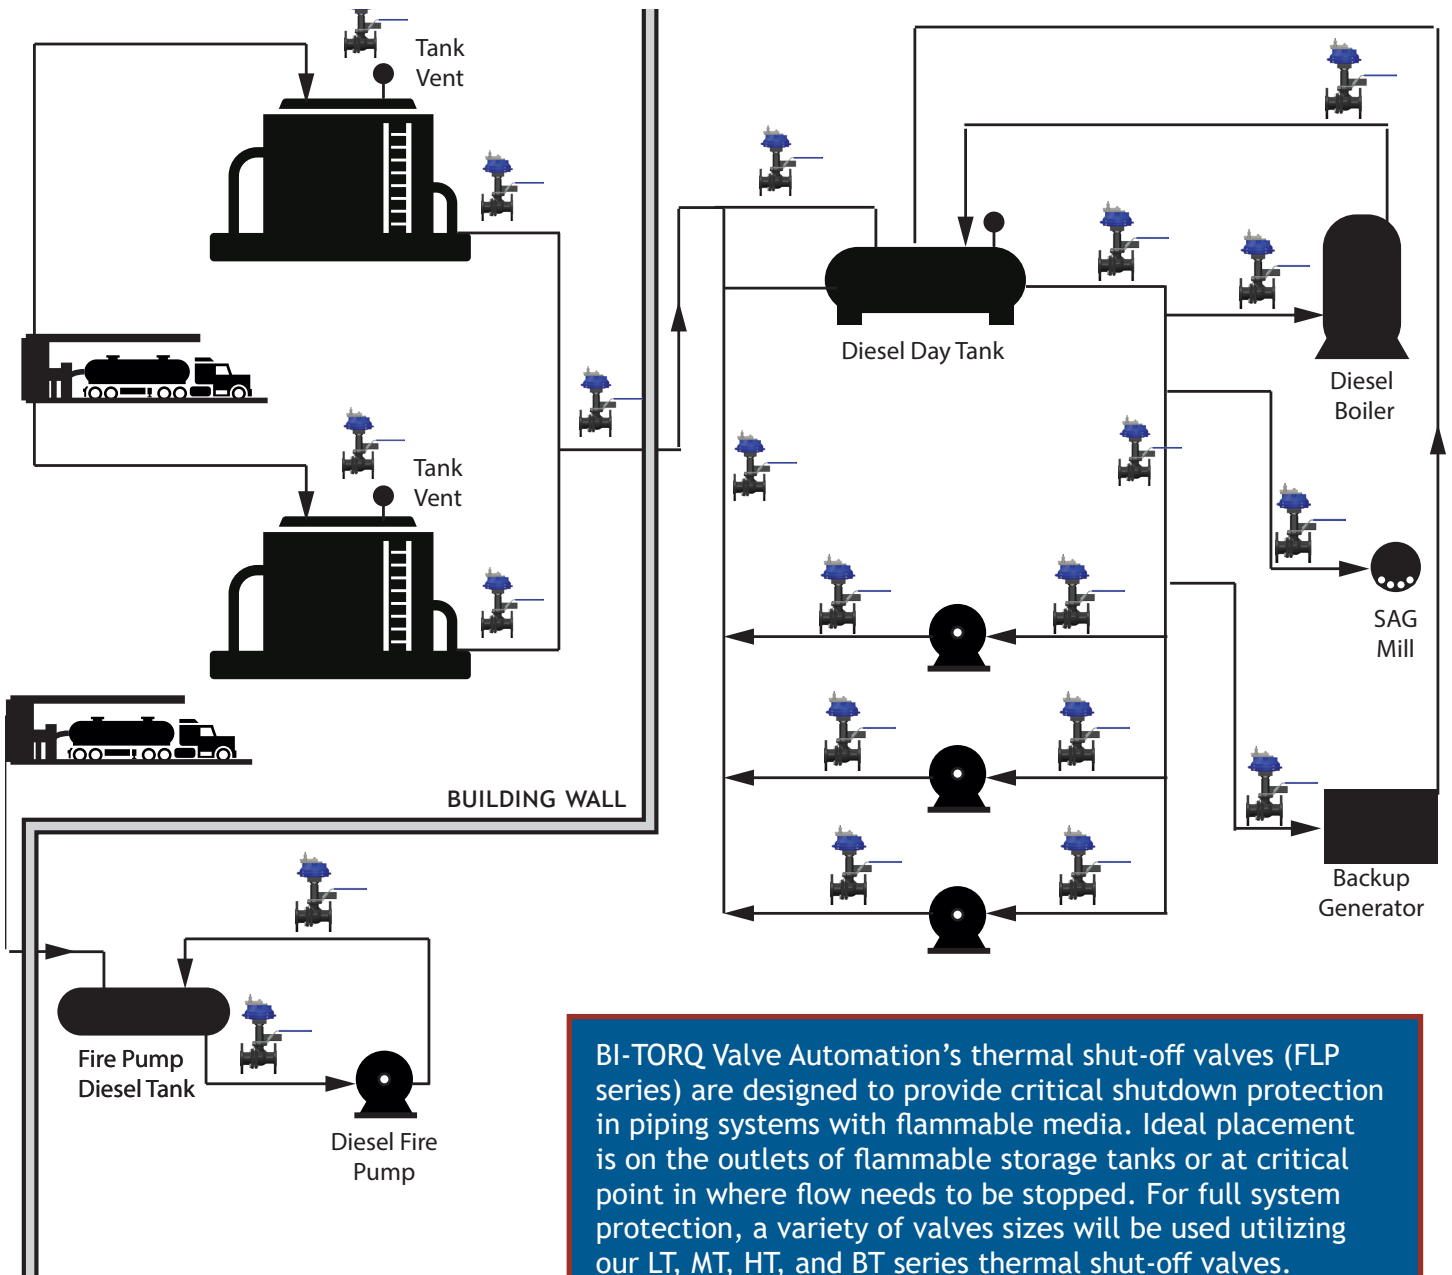 Tank
Vent
Diesel Day Tank
Diesel
Boiler
Tank
Vent
SAG
Mill
BUILDING WALL
Backup
Generator
Fire Pump
Diesel Tank
Diesel Fire
Pump
BI-TORQ Valve Automation’s thermal shut-off valves (FLP
series) are designed to provide critical shutdown protection
in piping systems with flammable media. Ideal placement
is on the outlets of flammable storage tanks or at critical
point in where flow needs to be stopped. For full system
protection, a variety of valves sizes will be used utilizing
our LT, MT, HT, and BT series thermal shut-off valves.